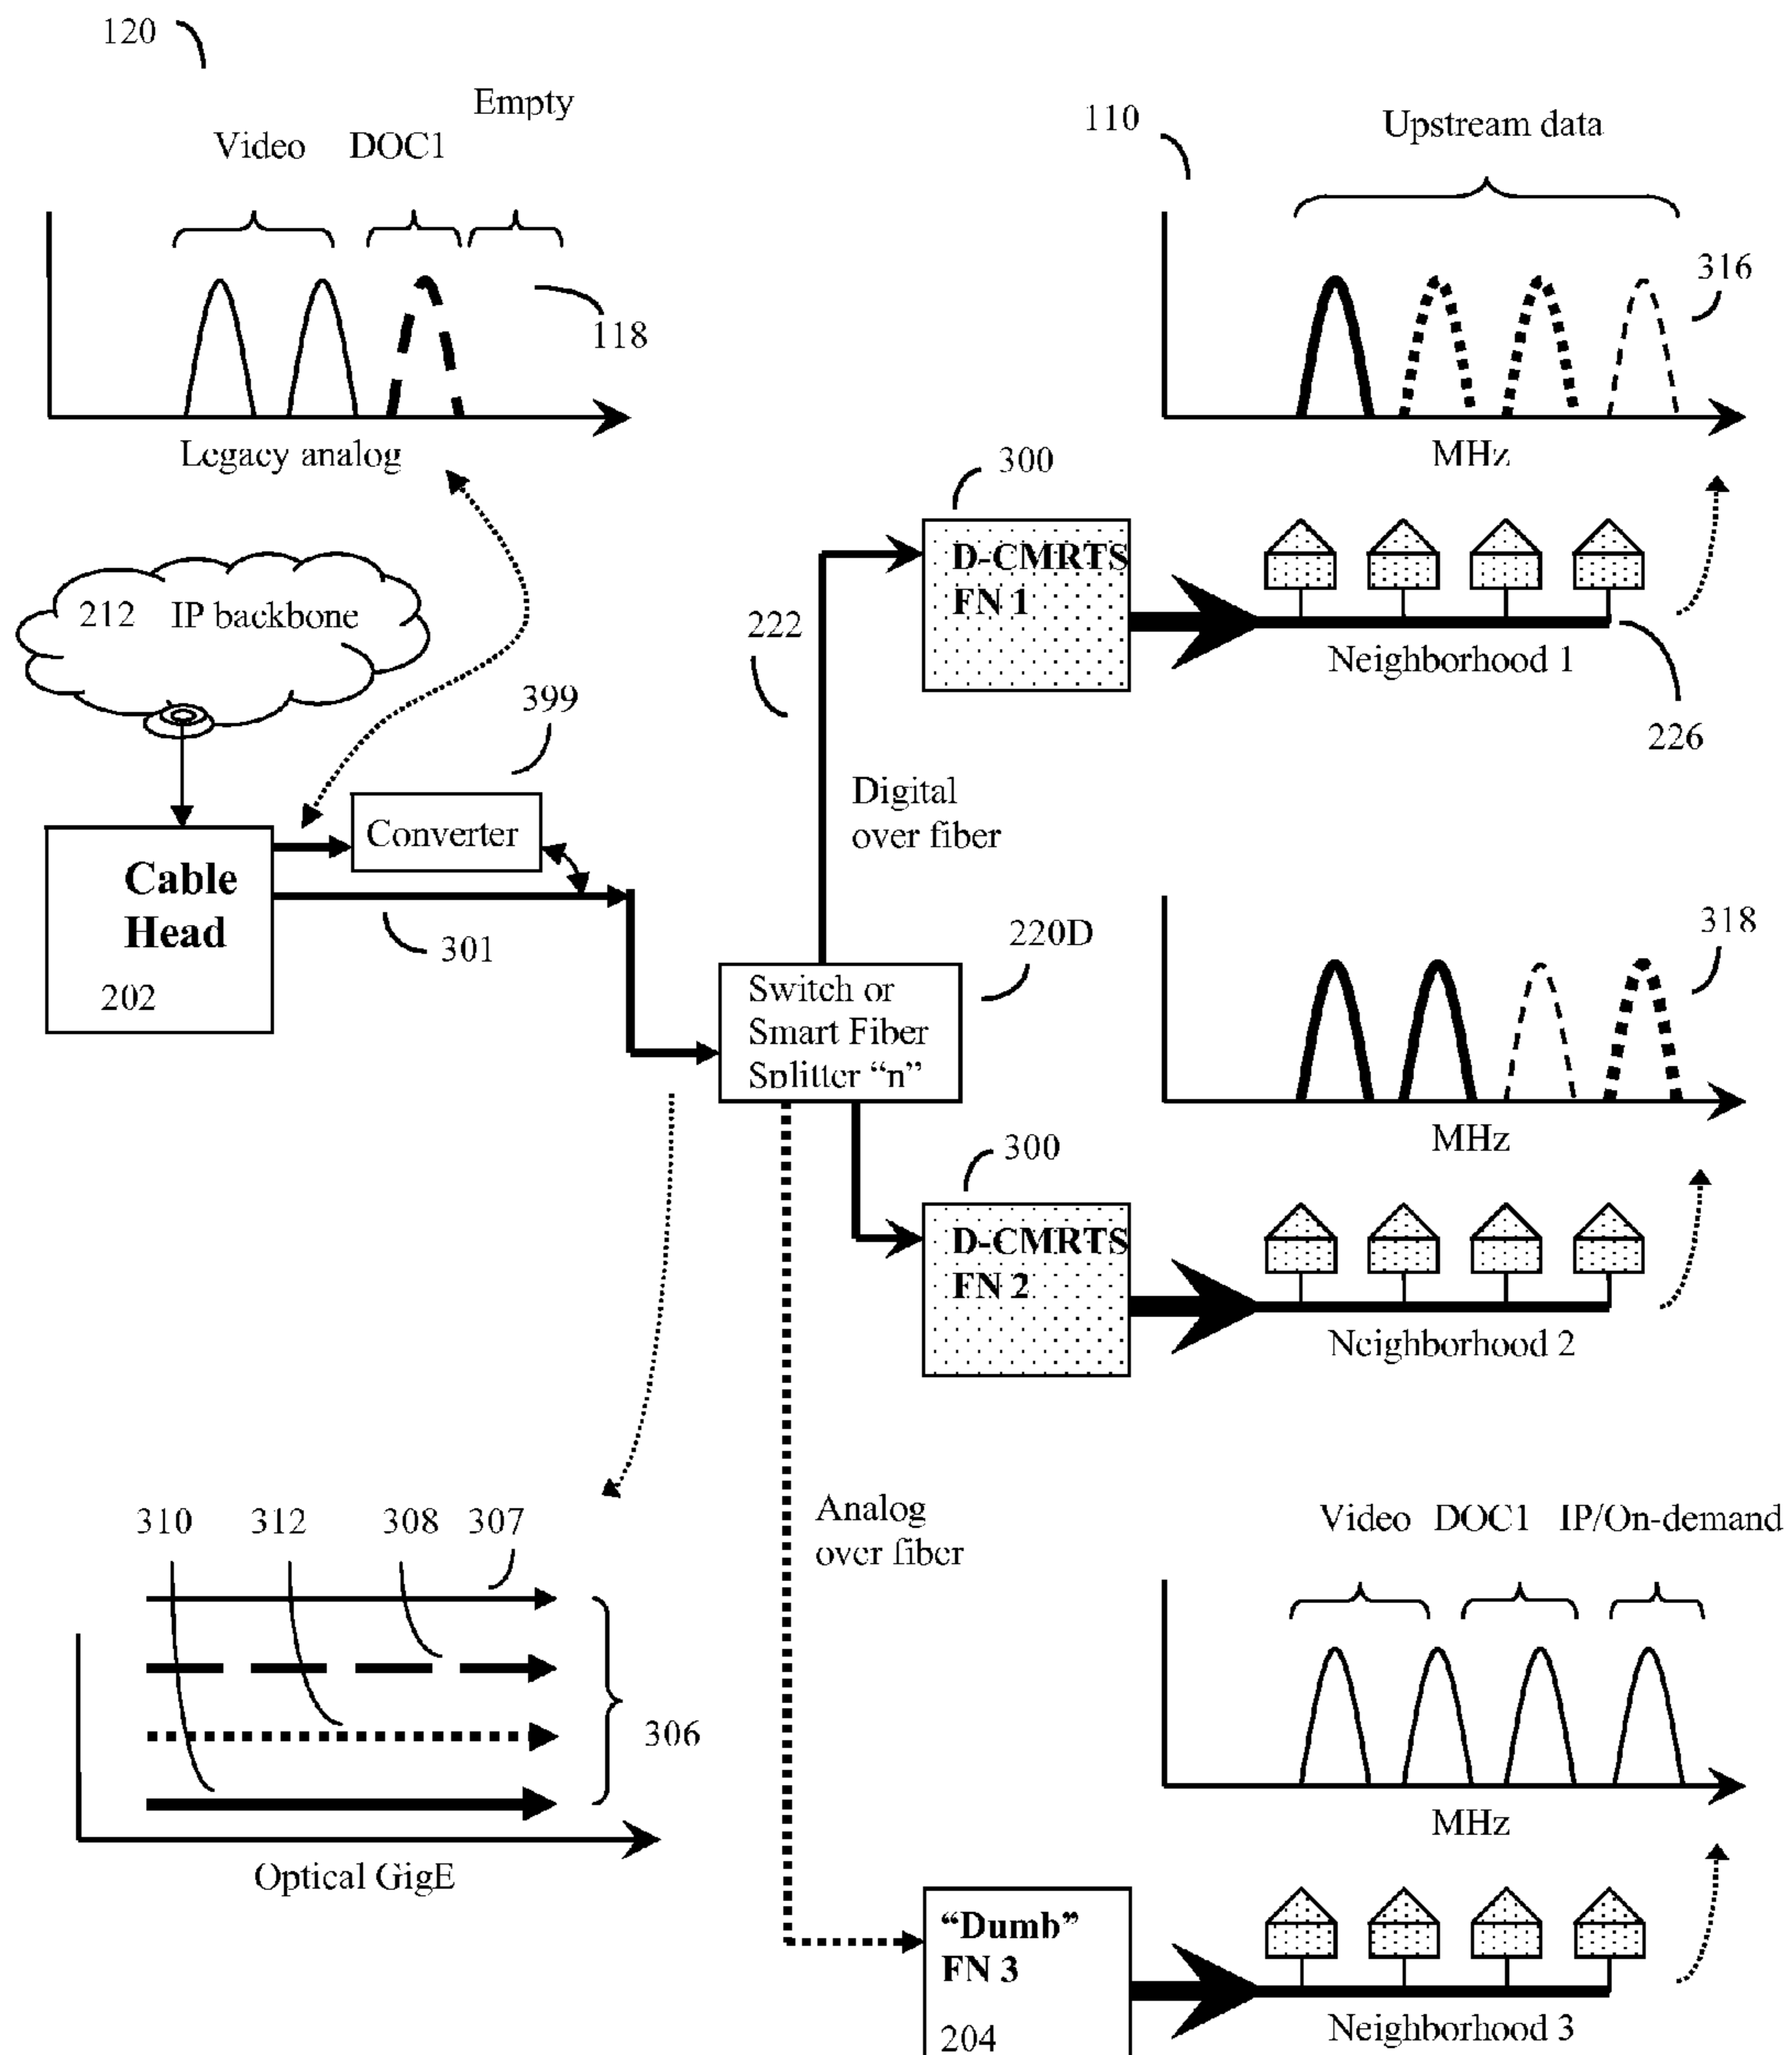 120
Empty
Video
DOC1
118
Legacy analog
110
Upstream data
316
MHz
212 IP backbone
300
D-CMRTS
FN 1
222
Neighborhood 1
226
399
Converter
Cable
Head
202
301
Digital
over fiber
220D
Switch or
Smart Fiber
Splitter “n”
318
MHz
300
D-CMRTS
FN 2
Neighborhood 2
310
312
308
307
306
Optical GigE
Analog
over fiber
Video
DOC1
IP/On-demand
MHz
“Dumb”
FN 3
204
Neighborhood 3